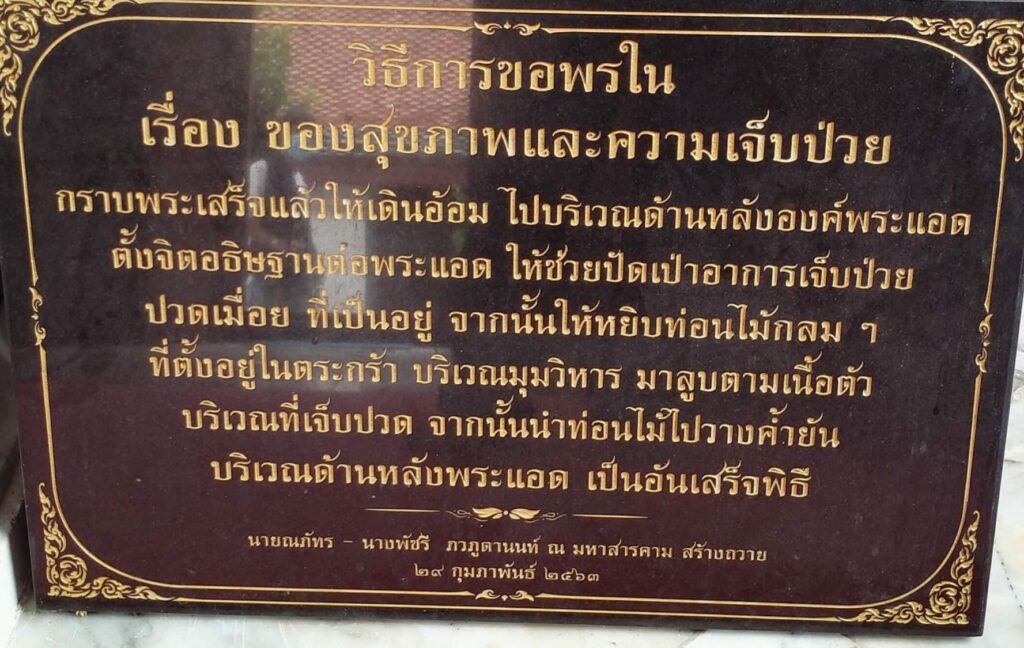 วิธีการขอพรใน
เรื่อง ของสุขภาพและความเจ็บป่วย
กราบพระเสร็จแล้วให้เดินอ้อม ไปบริเวณด้านหลังองค์พระแอด
ตั้งจิตอธิษฐานต่อพระแอด ให้ช่วยปัดเป่าอาการเจ็บป่วย
ปวดเมื่อย ที่เป็นอยู่ จากนั้นให้หยิบท่อนไม้กลม ๆ
ที่ตั้งอยู่ในตระกร้า บริเวณมุมวิหาร มาลูบตามเนื้อตัว
บริเวณที่เจ็บปวด จากนั้นนำท่อนไม้ไปวางค้ำยัน
บริเวณด้านหลังพระแอด เป็นอันเสร็จพิธี
นายณภัทร - นางพัชรี ภวภูตานนท์ ณ มหาสารคาม สร้างถวาย
๒๙ กุมภาพันธ์ ๒๕๖๓